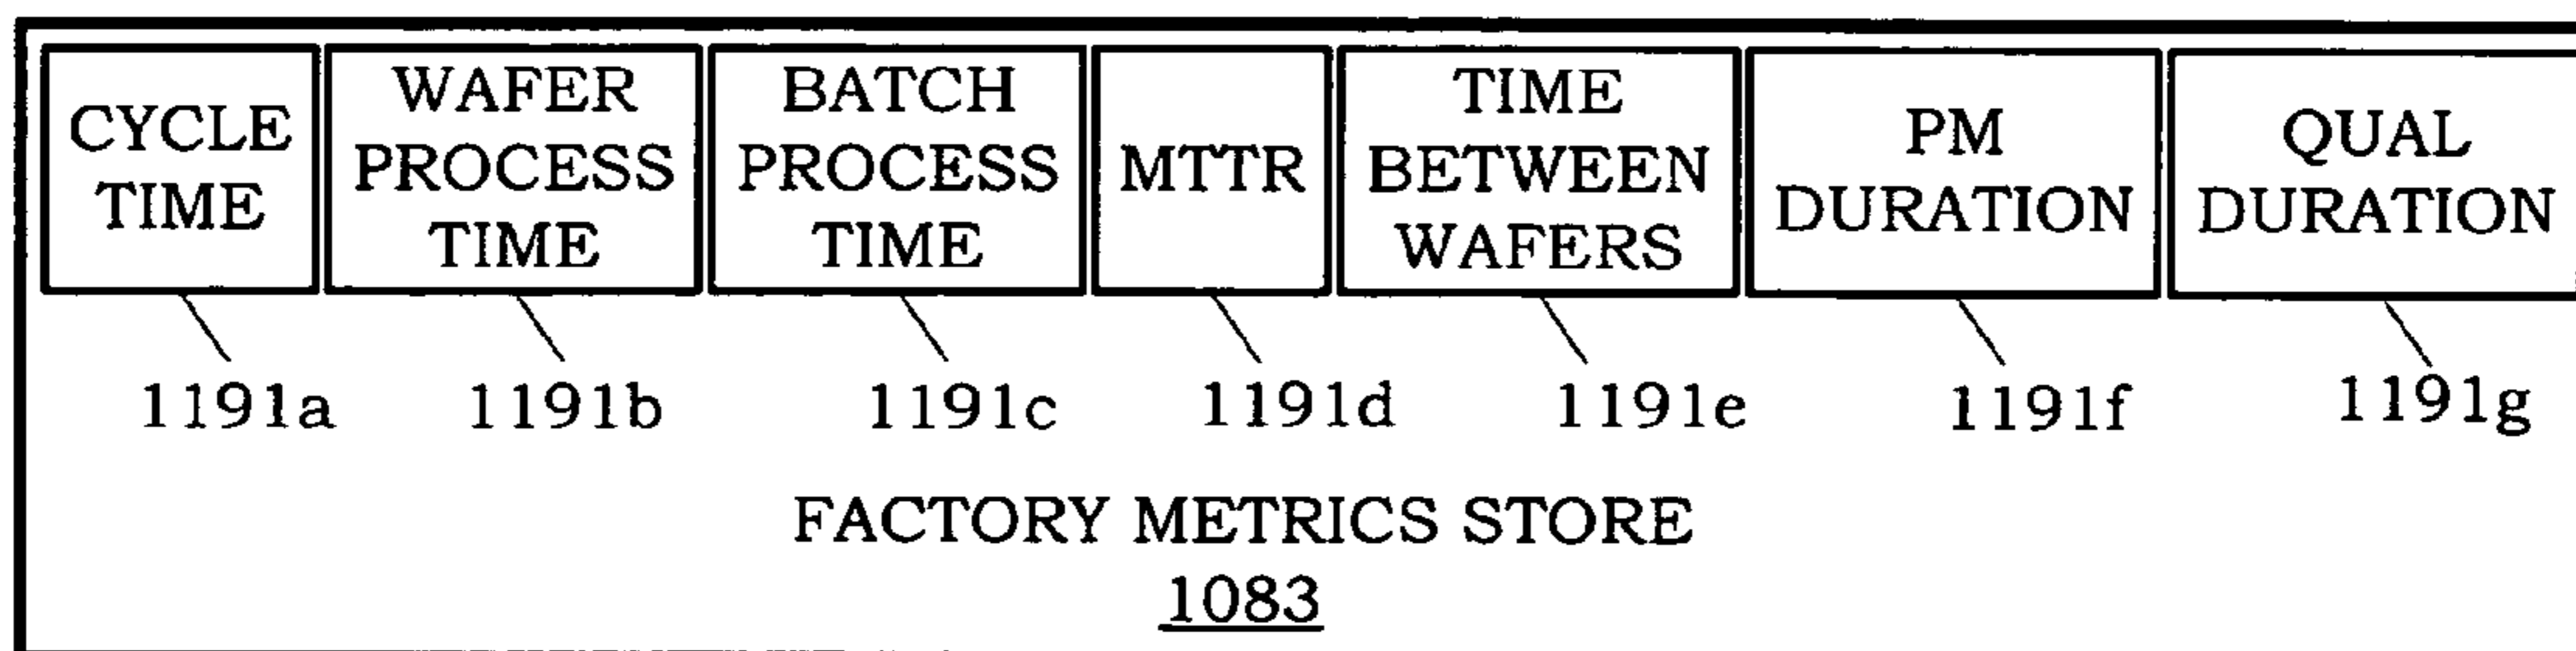 CYCLE
TIME
WAFER
PROCESS
TIME
BATCH
PROCESS
TIME
MTTR
TIME
BETWEEN
WAFERS
PM
DURATION
QUAL
DURATION
1191a
1191b
1191c
1191d
1191e
1191f
1191g
FACTORY METRICS STORE
1083